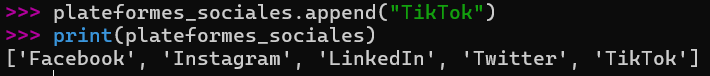 >>> plateformes_sociales.append("TikTok")
>>> print(plateformes_sociales)
['Facebook', 'Instagram', 'LinkedIn', 'Twitter', 'TikTok']